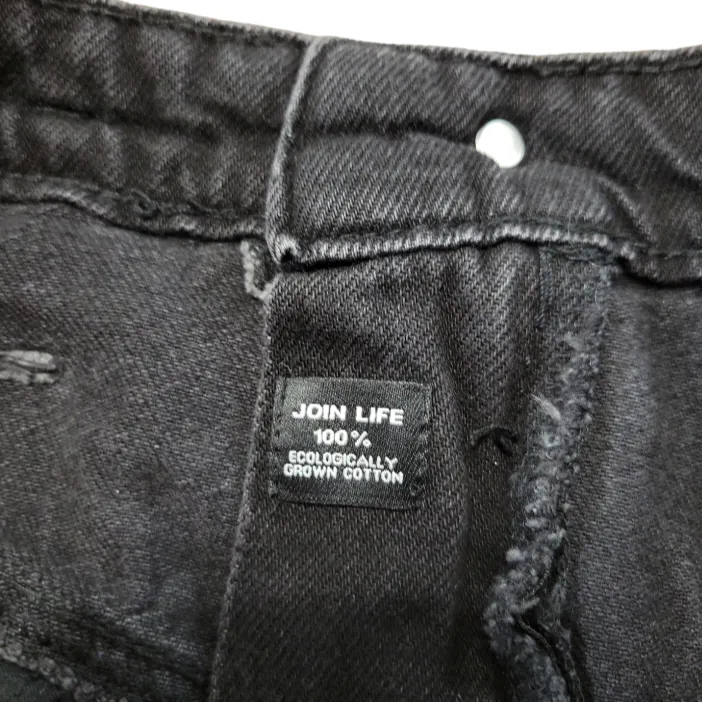 JOIN LIFE
100%
ECOLOGICALLY
GROWN COTTON